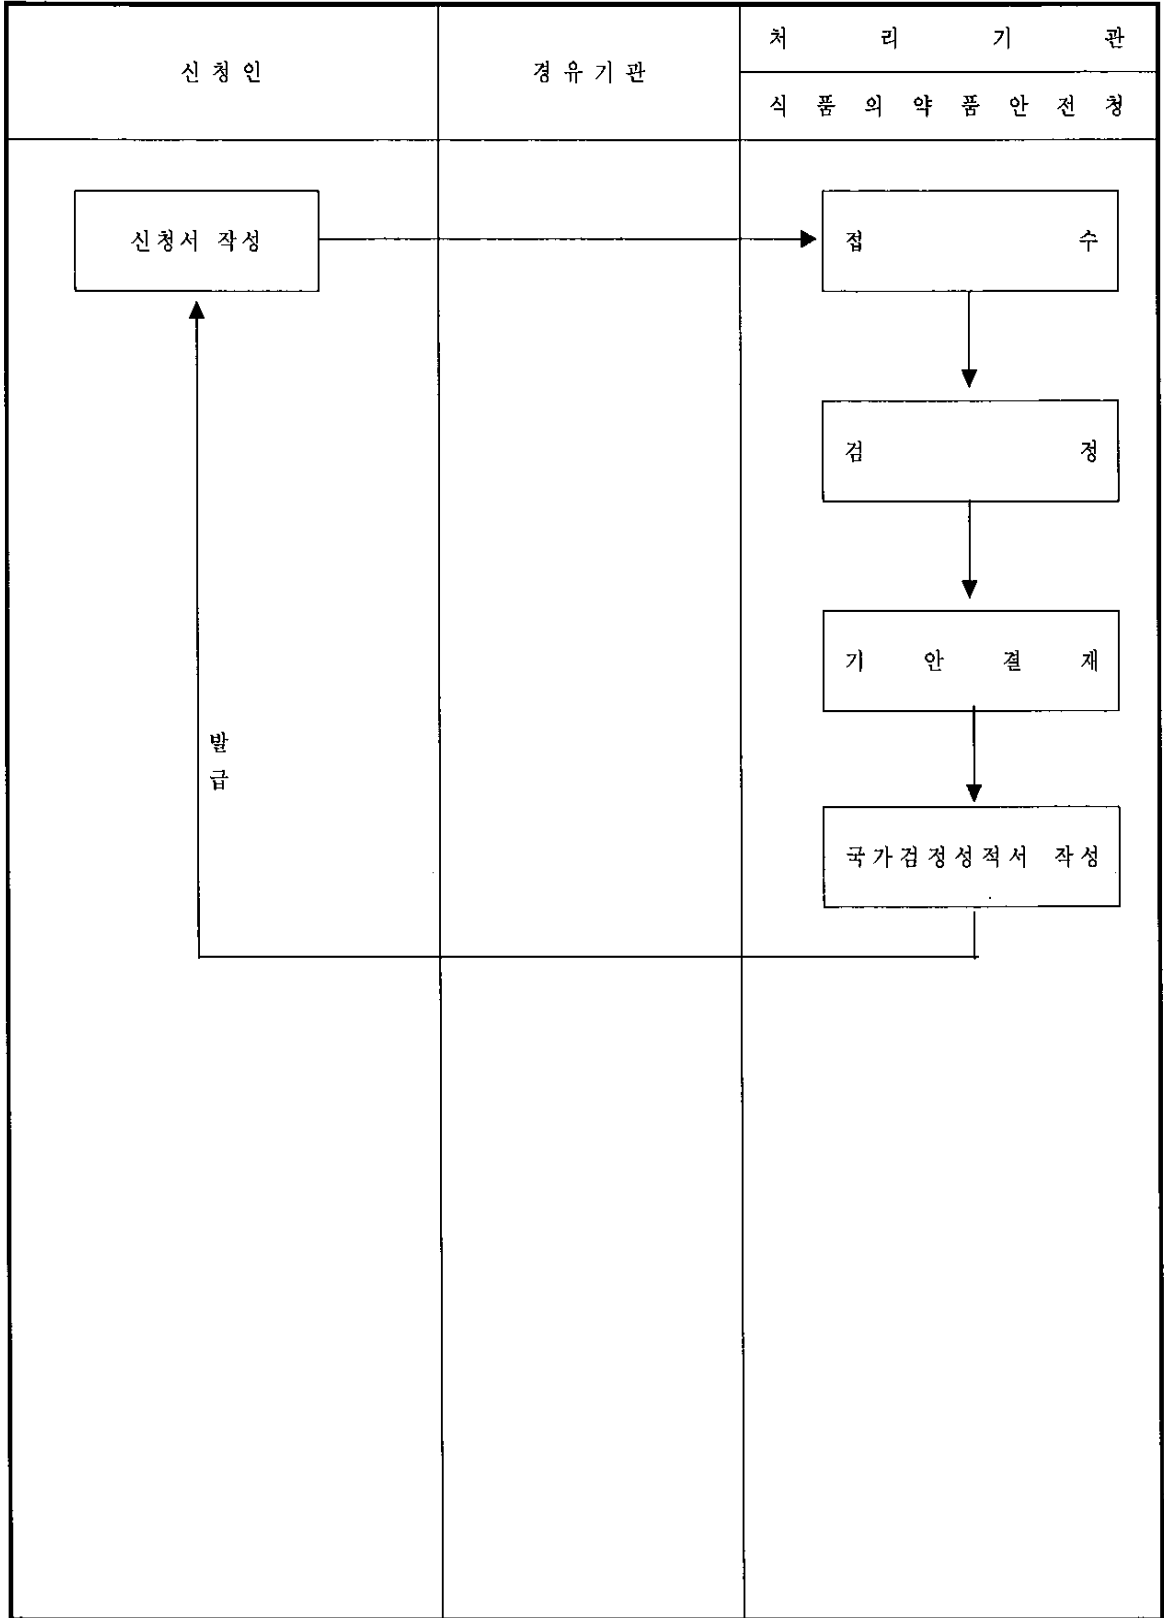 신청인
경유기관
처리기관
식품의약품안전청
신청서 작성
접수
검정
기안결재
발급
국가검정성적서 작성